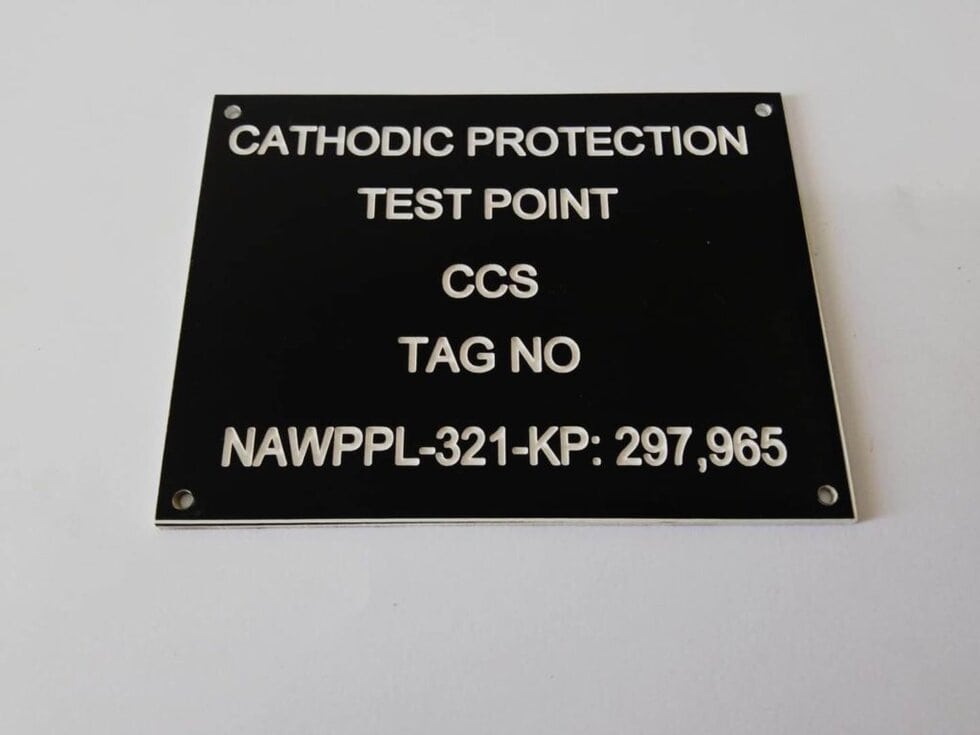 CATHODIC PROTECTION
TEST POINT
CCS
TAG NO
NAWPPL-321-KP: 297,965